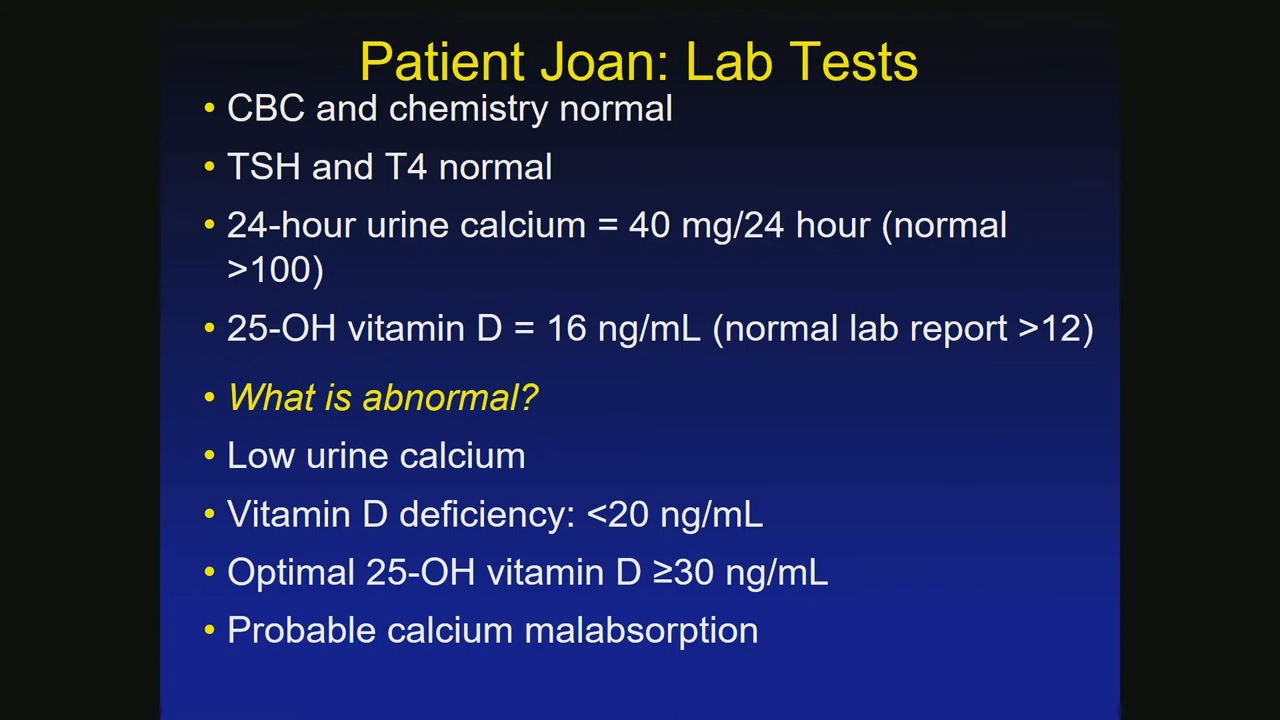 Patient Joan: Lab Tests
• CBC and chemistry normal
• TSH and T4 normal
• 24-hour urine calcium = 40 mg/24 hour (normal
>100)
• 25-OH vitamin D = 16 ng/mL (normal lab report >12)
• What is abnormal?
• Low urine calcium
• Vitamin D deficiency: <20 ng/mL
• Optimal 25-OH vitamin D ≥30 ng/mL
• Probable calcium malabsorption